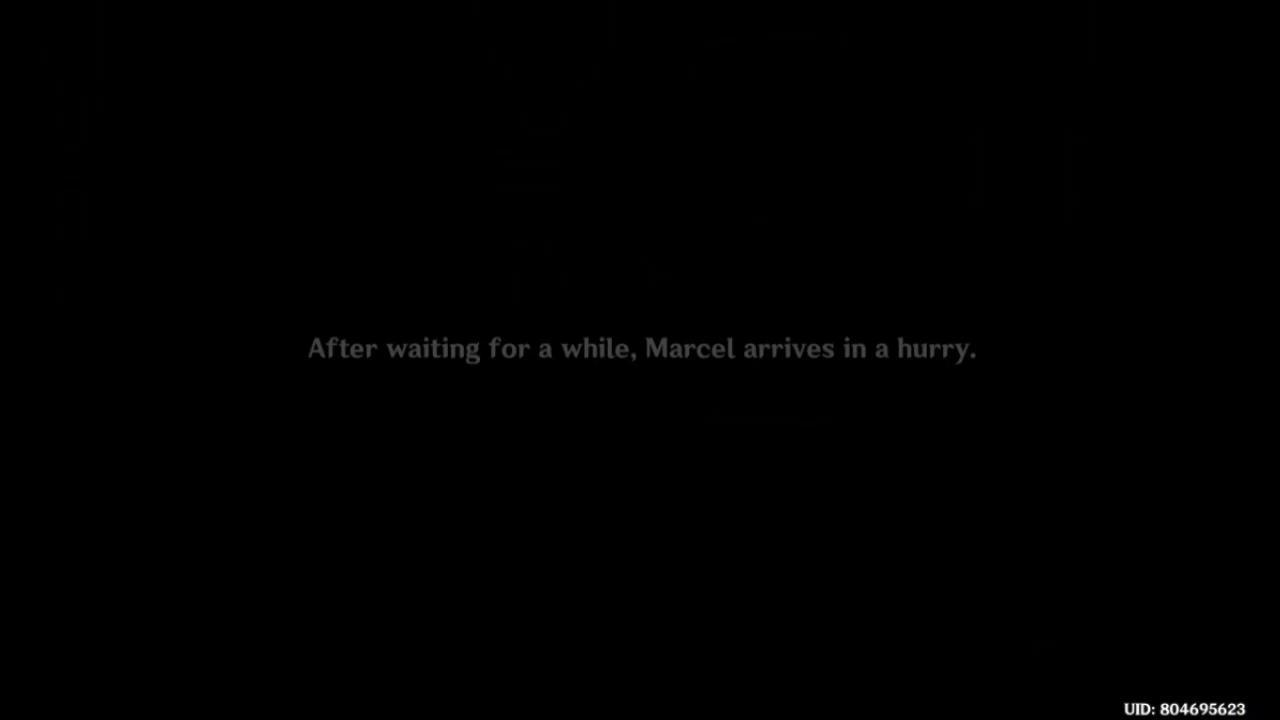 After waiting for a while, Marcel arrives in a hurry.
UID: 804695623